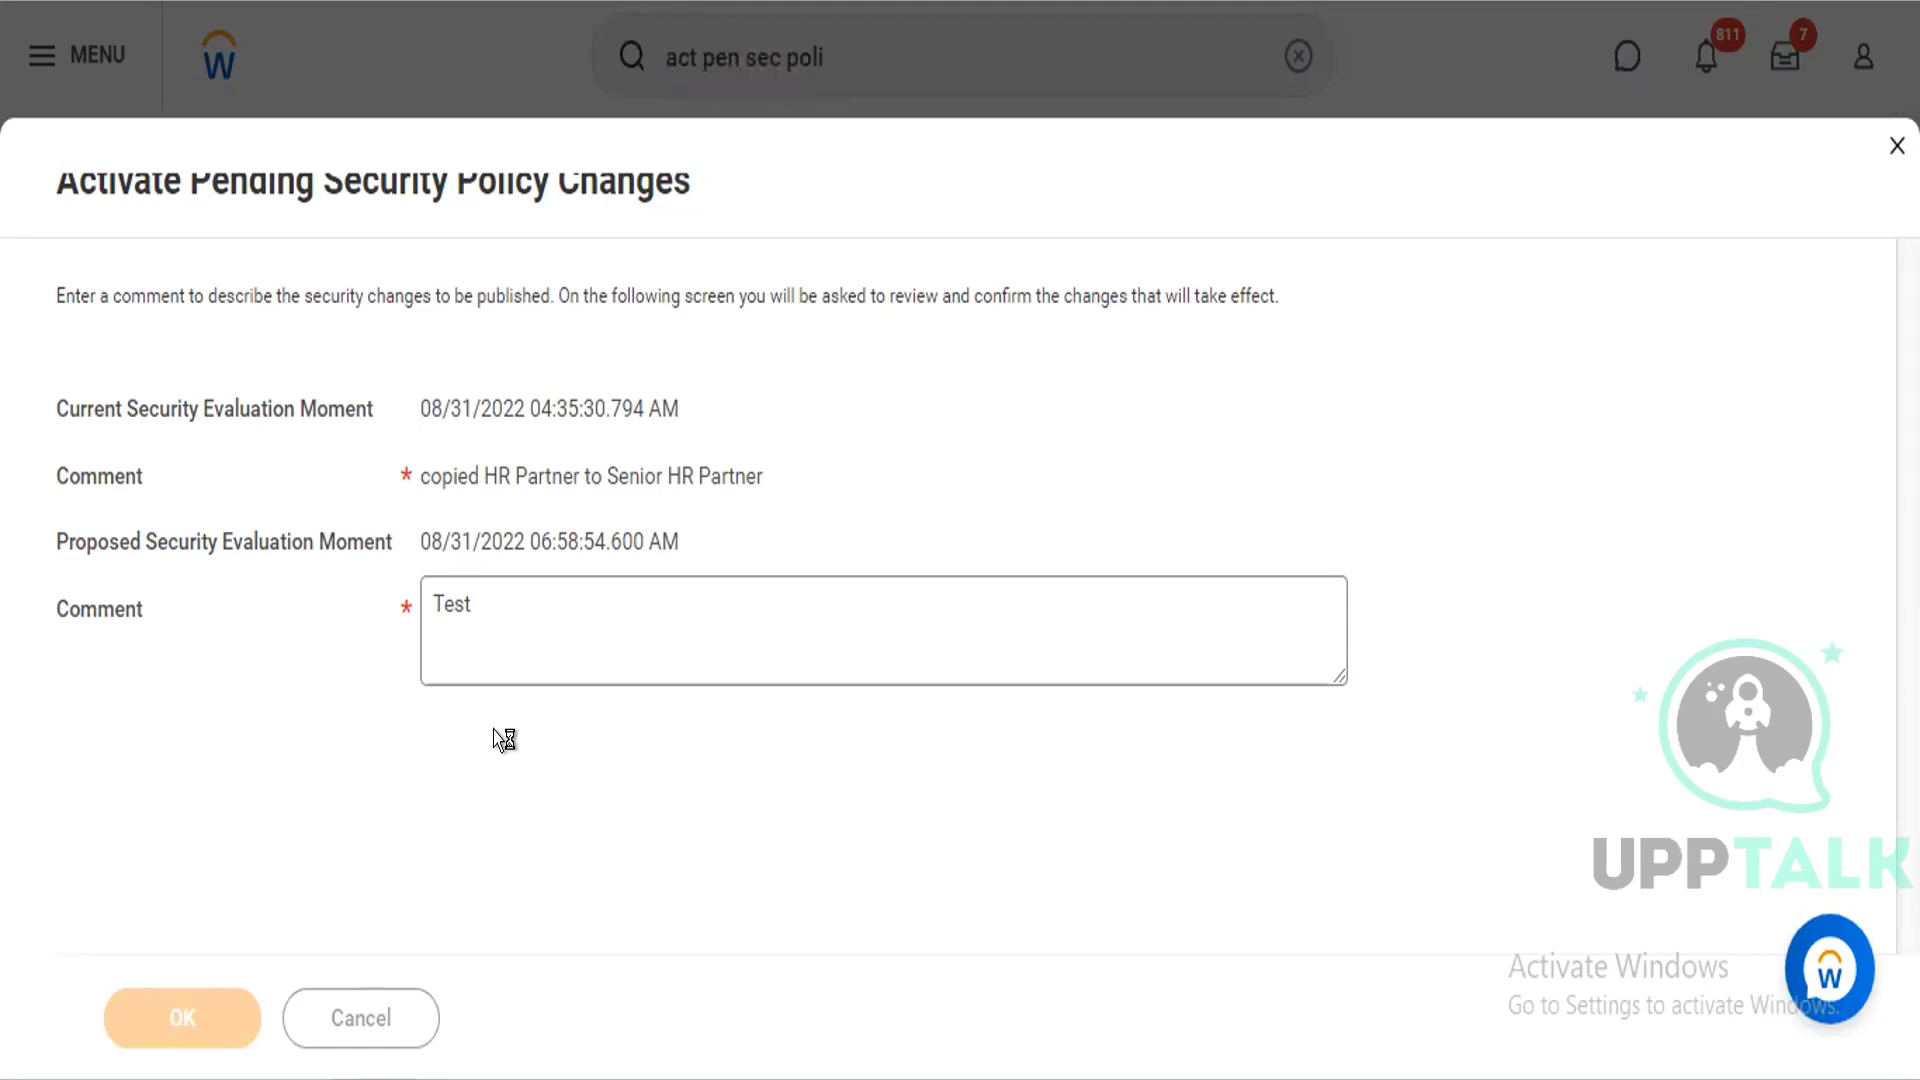 MENU
W
act pen sec poli
811
7
X
Activate Pending Security Policy Changes
Enter a comment to describe the security changes to be published. On the following screen you will be asked to review and confirm the changes that will take effect.
Current Security Evaluation Moment 08/31/2022 04:35:30.794 AM
Comment * copied HR Partner to Senior HR Partner
Proposed Security Evaluation Moment 08/31/2022 06:58:54.600 AM
Comment * Test
UPPTALK
Activate Windows
Go to Settings to activate Windows.
W
OK Cancel